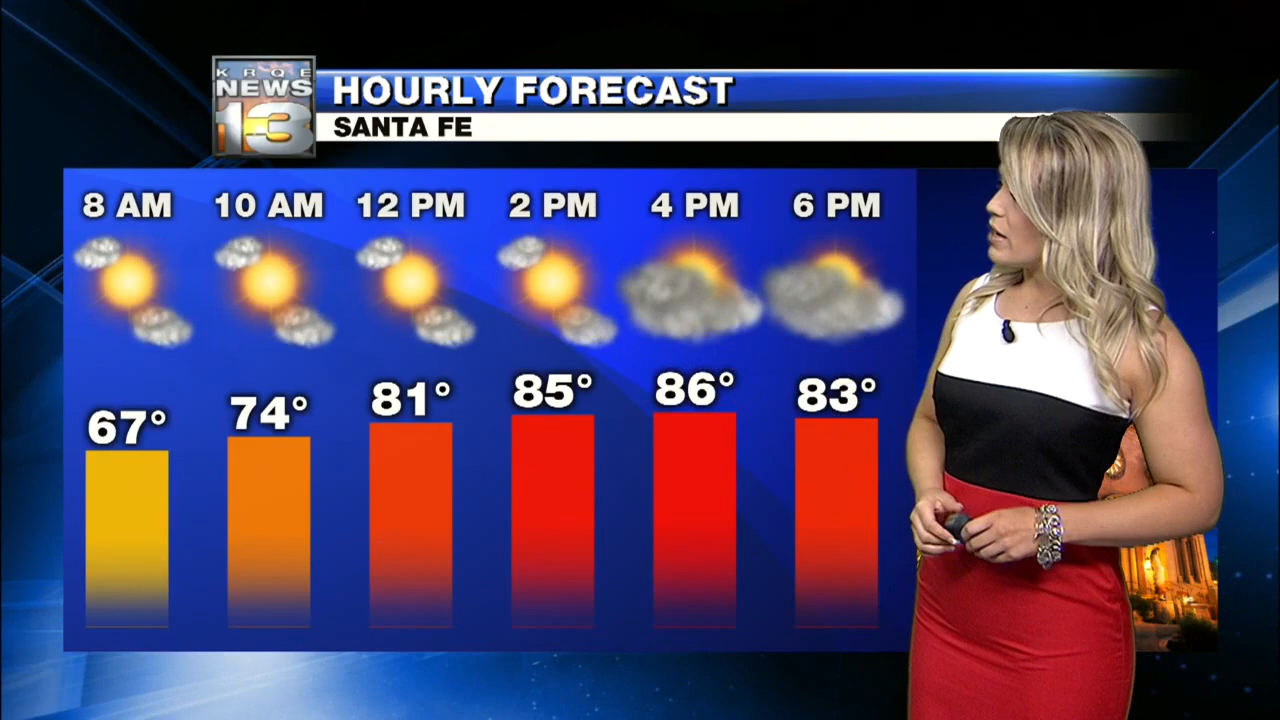 KRQE
NEWS
13
HOURLY FORECAST
SANTA FE
8 AM 10 AM 12 PM 2 PM 4 PM 6 PM
67° 74° 81° 85° 86° 83°